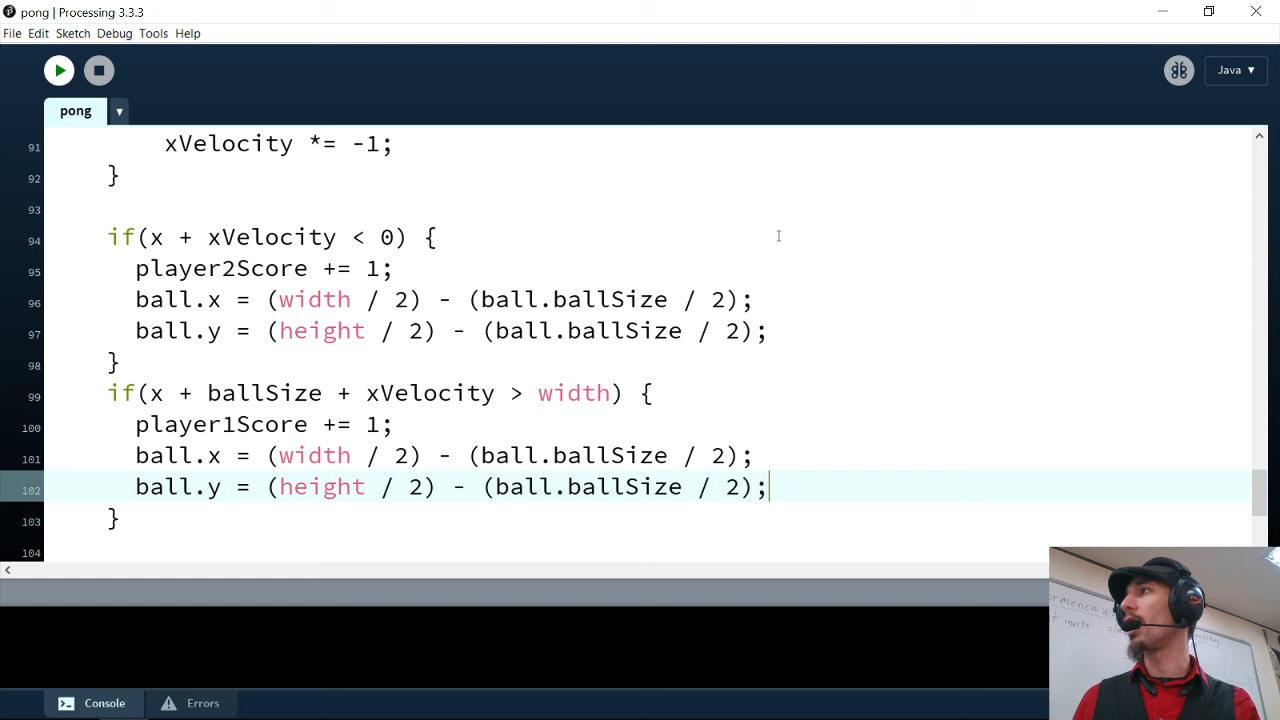 pong | Processing 3.3.3
File Edit Sketch Debug Tools Help
Java ▼
pong ▼
91 xVelocity *= -1;
92 }
93
94 if(x + xVelocity < 0) {
95 player2Score += 1;
96 ball.x = (width / 2) - (ball.ballSize / 2);
97 ball.y = (height / 2) - (ball.ballSize / 2);
98 }
99 if(x + ballSize + xVelocity > width) {
100 player1Score += 1;
101 ball.x = (width / 2) - (ball.ballSize / 2);
102 ball.y = (height / 2) - (ball.ballSize / 2);
103 }
104
invite:
Console Errors